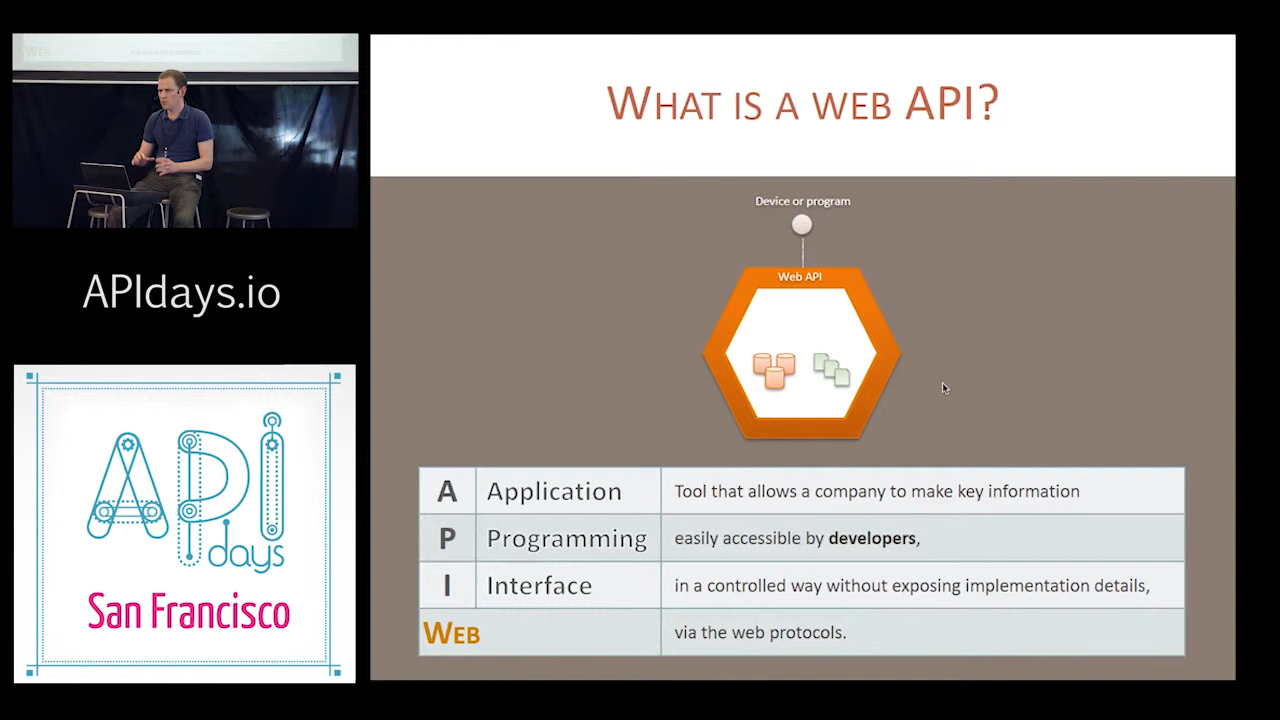 WHAT IS A WEB API?
Device or program
Web API
APIdays.io
API
days
San Francisco
A Application Tool that allows a company to make key information
P Programming easily accessible by developers,
I Interface in a controlled way without exposing implementation details,
WEB via the web protocols.